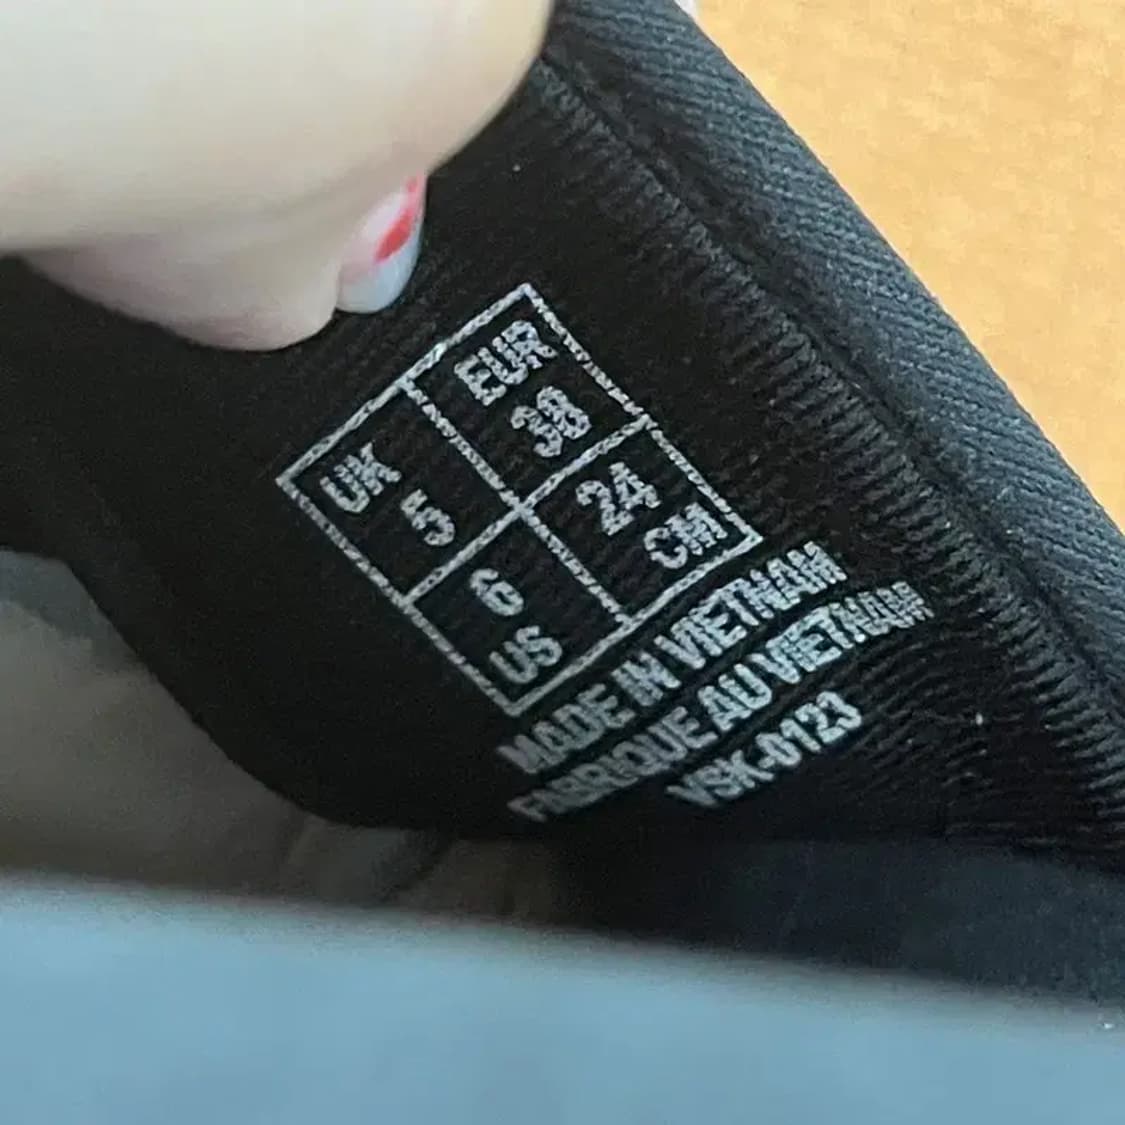 EUR
38
UK
5
24
CM
6
US
MADE IN VIETNAM
FABRIQUE AU VIETNAM
VSK-0123